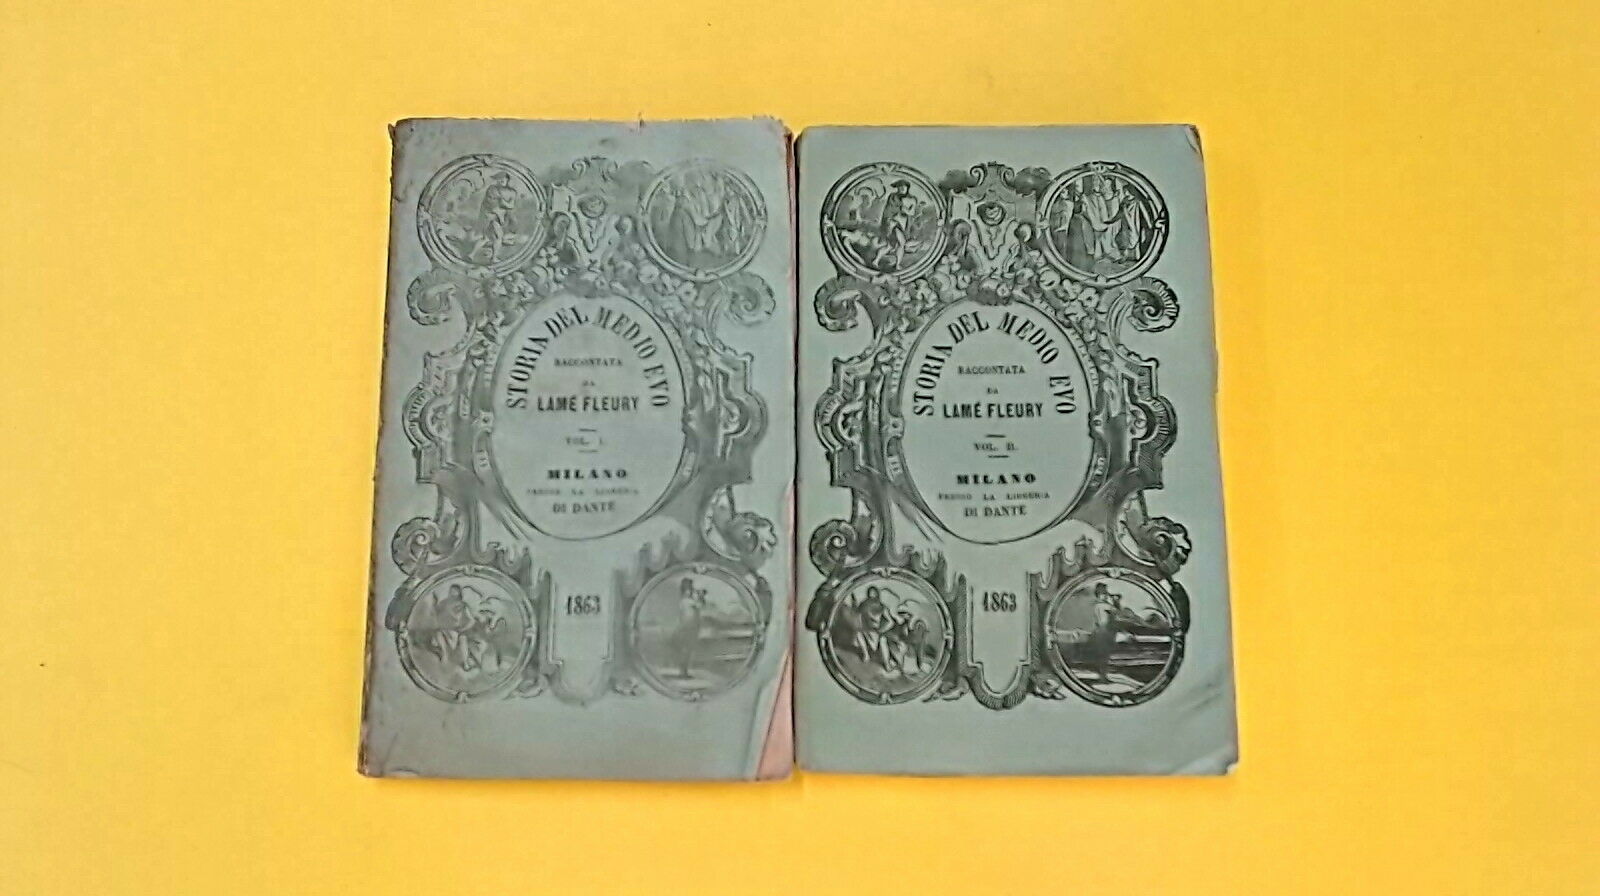 STORIA DEL MEDIO EVO
RACCONTATA
DA
LAMÉ FLEURY
VOL. I.
MILANO
PRESSO LA LIBRERIA
DI DANTE
1863
STORIA DEL MEDIO EVO
RACCONTATA
DA
LAMÉ FLEURY
VOL. II.
MILANO
PRESSO LA LIBRERIA
DI DANTE
1863